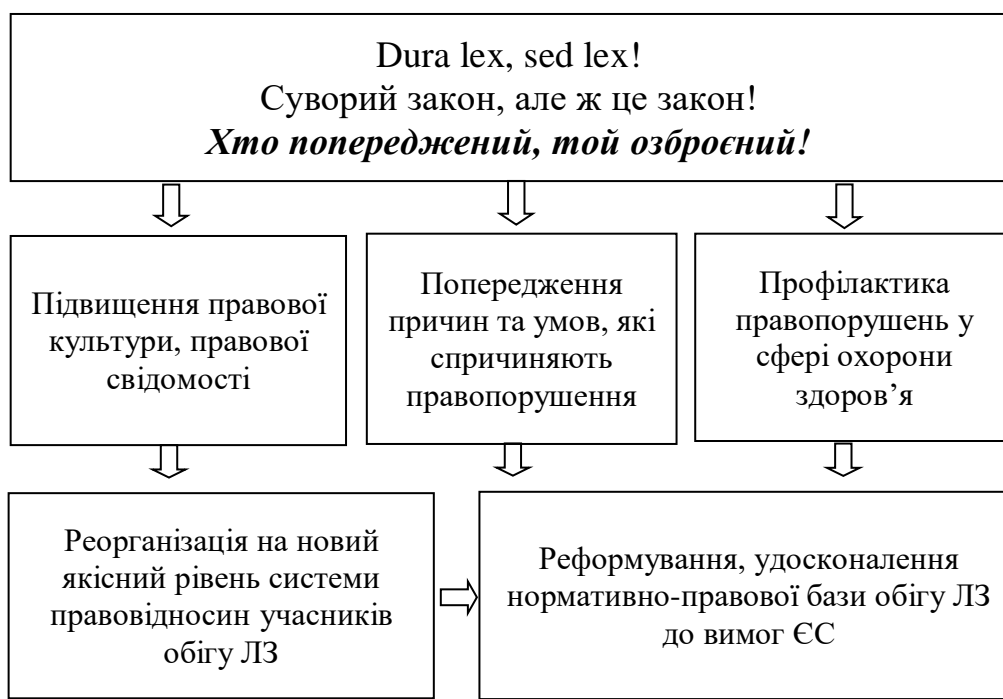 Dura lex, sed lex!
Суворий закон, але ж це закон!
Хто попереджений, той озброєний!
Підвищення правової
культури, правової
свідомості
Попередження
причин та умов, які
спричиняють
правопорушення
Профілактика
правопорушень у
сфері охорони
здоров’я
Реорганізація на новий
якісний рівень системи
правовідносин учасників
обігу ЛЗ
Реформування, удосконалення
нормативно-правової бази обігу ЛЗ
до вимог ЄС